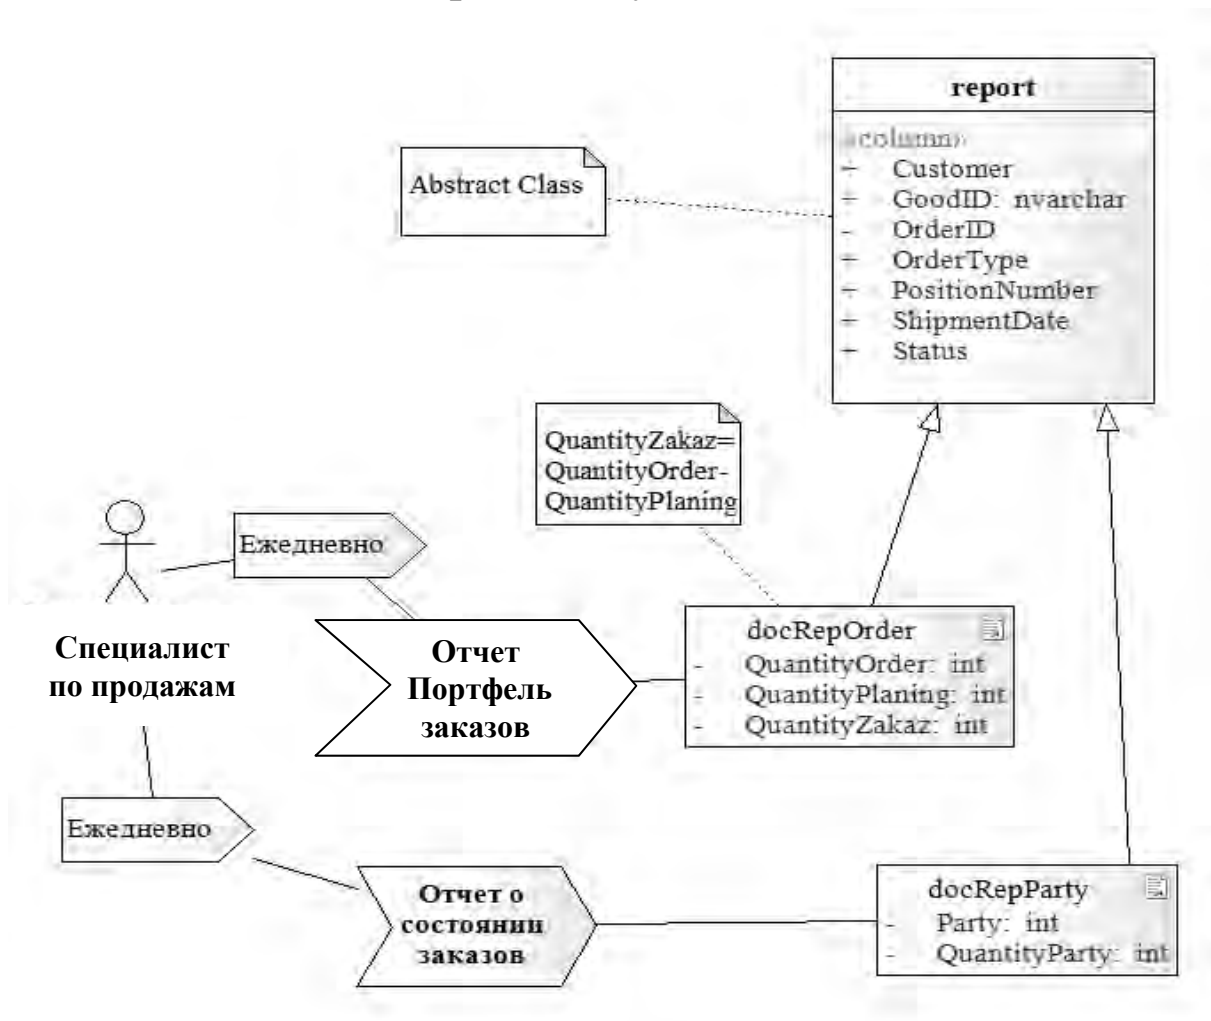 report
«column»
+ Customer
+ GoodID: nvarchar
- OrderID
+ OrderType
+ PositionNumber
+ ShipmentDate
+ Status
Abstract Class
QuantityZakaz=
QuantityOrder-
QuantityPlaning
Ежедневно
Специалист
по продажам
Отчет
Портфель
заказов
docRepOrder
- QuantityOrder: int
- QuantityPlaning: int
- QuantityZakaz: int
Ежедневно
Отчет о
состоянии
заказов
docRepParty
- Party: int
- QuantityParty: int